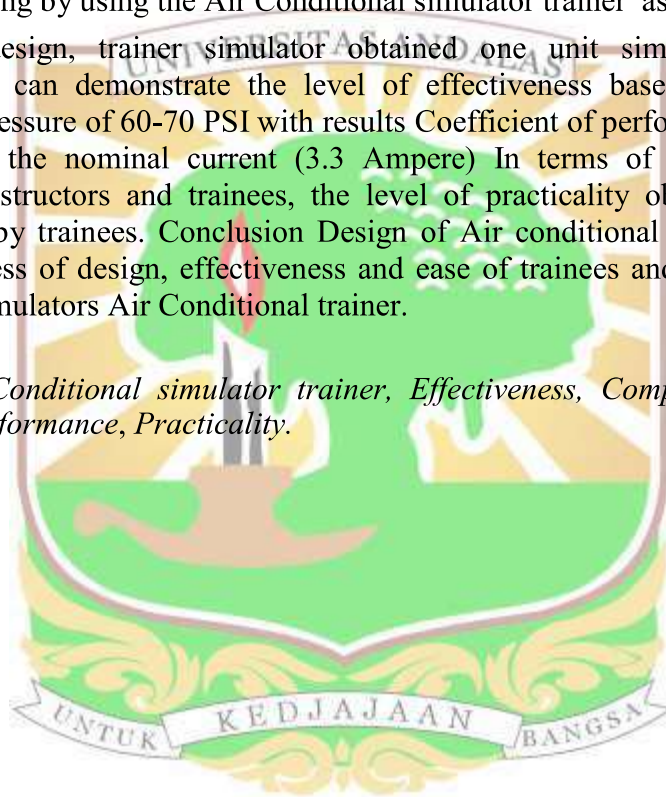 ng by using the Air Conditional simulator trainer as
esign, trainer simulator obtained one unit sim
can demonstrate the level of effectiveness base
essure of 60-70 PSI with results Coefficient of perfo
the nominal current (3.3 Ampere) In terms of
structors and trainees, the level of practicality ob
by trainees. Conclusion Design of Air conditional
ess of design, effectiveness and ease of trainees and
mulators Air Conditional trainer.
Conditional simulator trainer, Effectiveness, Comp
formance, Practicality.
UNIVERSITAS ANDALAS
UNTUK KEDJAJAAN BANGSA